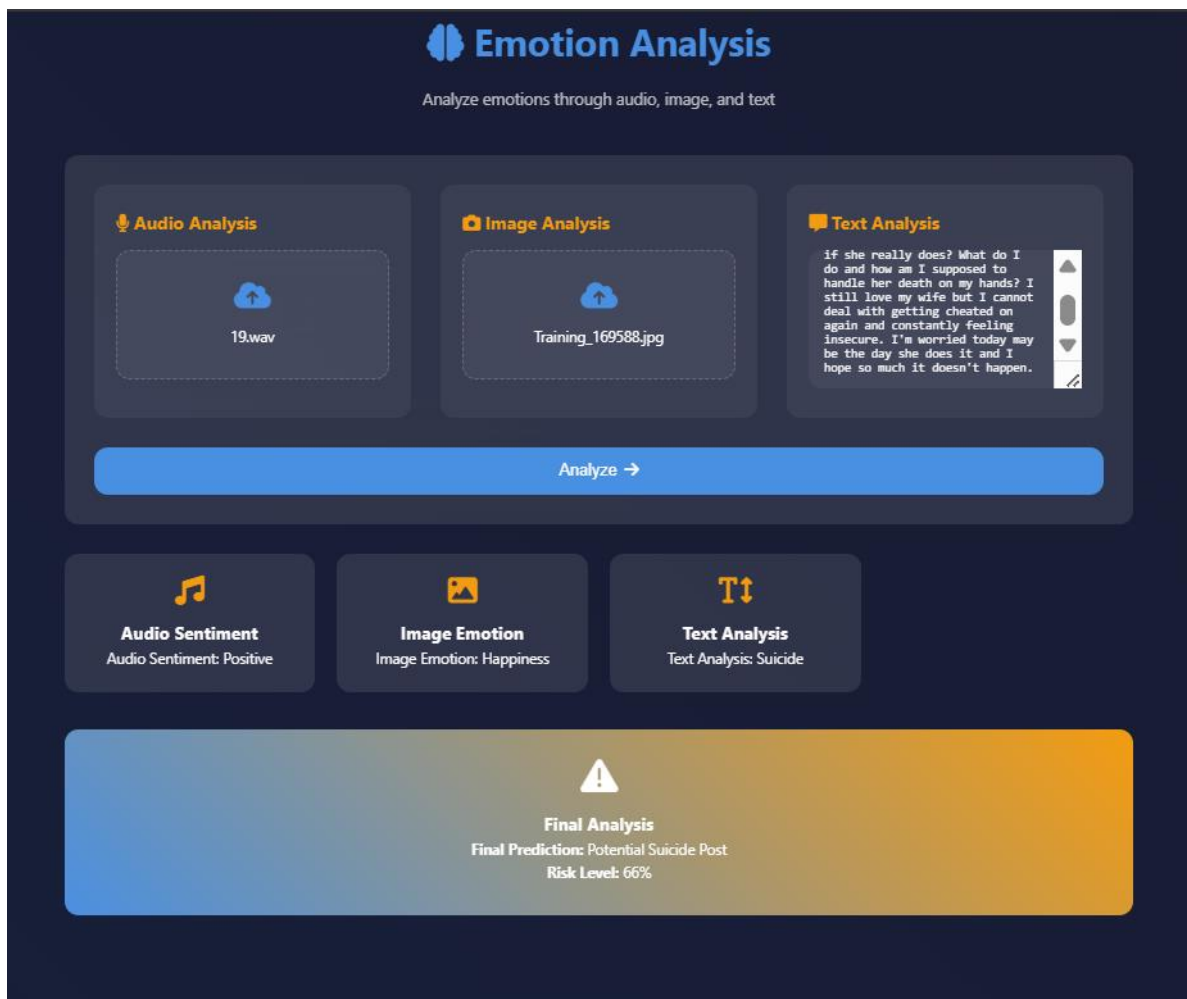 Emotion Analysis
Analyze emotions through audio, image, and text
Audio Analysis
19.wav
Image Analysis
Training_169588.jpg
Text Analysis
if she really does? What do I
do and how am I supposed to
handle her death on my hands? I
still love my wife but I cannot
deal with getting cheated on
again and constantly feeling
insecure. I'm worried today may
be the day she does it and I
hope so much it doesn't happen.
Analyze →
Audio Sentiment
Audio Sentiment: Positive
Image Emotion
Image Emotion: Happiness
Text Analysis
Text Analysis: Suicide
Final Analysis
Final Prediction: Potential Suicide Post
Risk Level: 66%